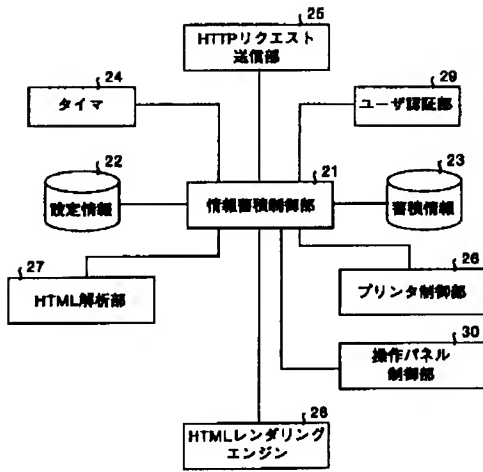 25
HTTPリクエスト
送信部
24
タイマ
29
ユーザ認証部
22
設定情報
21
情報蓄積制御部
23
蓄積情報
27
HTML解析部
26
プリンタ制御部
30
操作パネル
制御部
28
HTMLレンダリング
エンジン